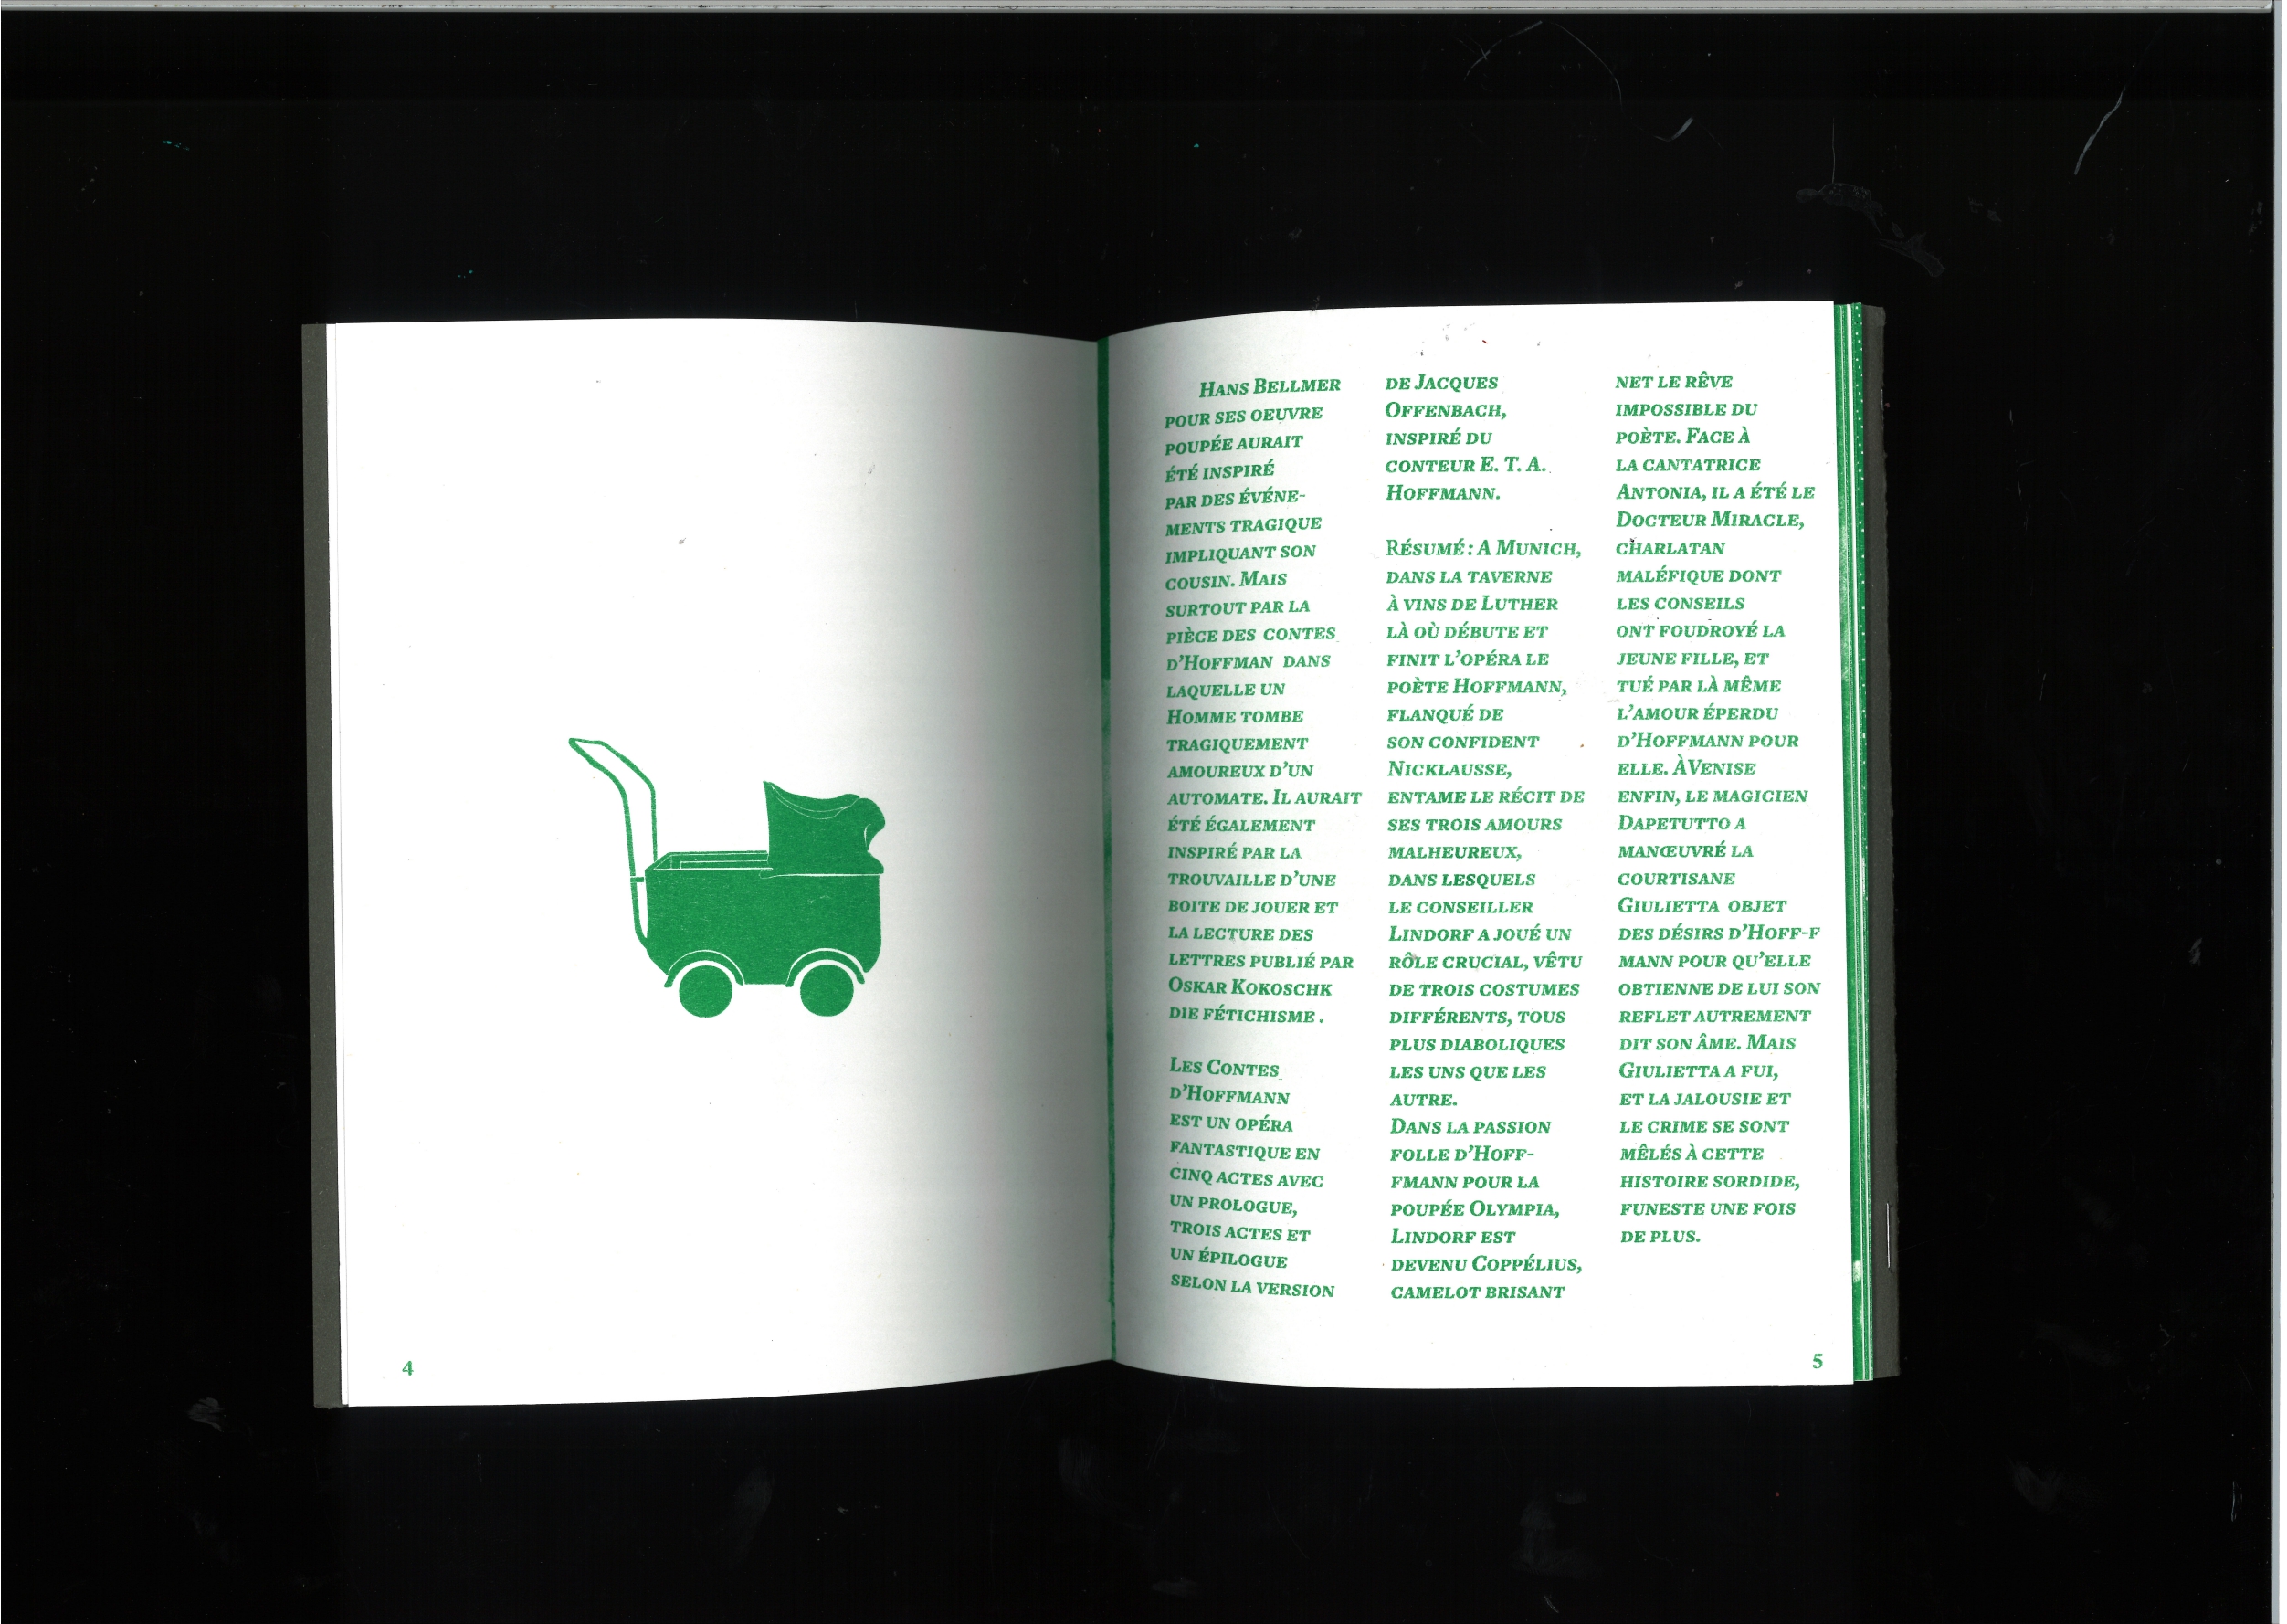 4
Hans Bellmer
pour ses oeuvre
poupée aurait
été inspiré
par des événe-
ments tragique
impliquant son
cousin. Mais
surtout par la
pièce des contes
d'Hoffman dans
laquelle un
Homme tombe
tragiquement
amoureux d'un
automate. Il aurait
été également
inspiré par la
trouvaille d'une
boite de jouer et
la lecture des
lettres publié par
Oskar Kokoschk
die fétichisme .
Les Contes
d'Hoffmann
est un opéra
fantastique en
cinq actes avec
un prologue,
trois actes et
un épilogue
selon la version
de Jacques
Offenbach,
inspiré du
conteur E. T. A.
Hoffmann.
Résumé : A Munich,
dans la taverne
à vins de Luther
là où débute et
finit l'opéra le
poète Hoffmann,
flanqué de
son confident
Nicklausse,
entame le récit de
ses trois amours
malheureux,
dans lesquels
le conseiller
Lindorf a joué un
rôle crucial, vêtu
de trois costumes
différents, tous
plus diaboliques
les uns que les
autre.
Dans la passion
folle d'Hoff-
fmann pour la
poupée Olympia,
Lindorf est
devenu Coppélius,
camelot brisant
net le rêve
impossible du
poète. Face à
la cantatrice
Antonia, il a été le
Docteur Miracle,
charlatan
maléfique dont
les conseils
ont foudroyé la
jeune fille, et
tué par là même
l'amour éperdu
d'Hoffmann pour
elle. À Venise
enfin, le magicien
Dapetutto a
manœuvré la
courtisane
Giulietta objet
des désirs d'Hoff-f
mann pour qu'elle
obtienne de lui son
reflet autrement
dit son âme. Mais
Giulietta a fui,
et la jalousie et
le crime se sont
mêlés à cette
histoire sordide,
funeste une fois
de plus.
5